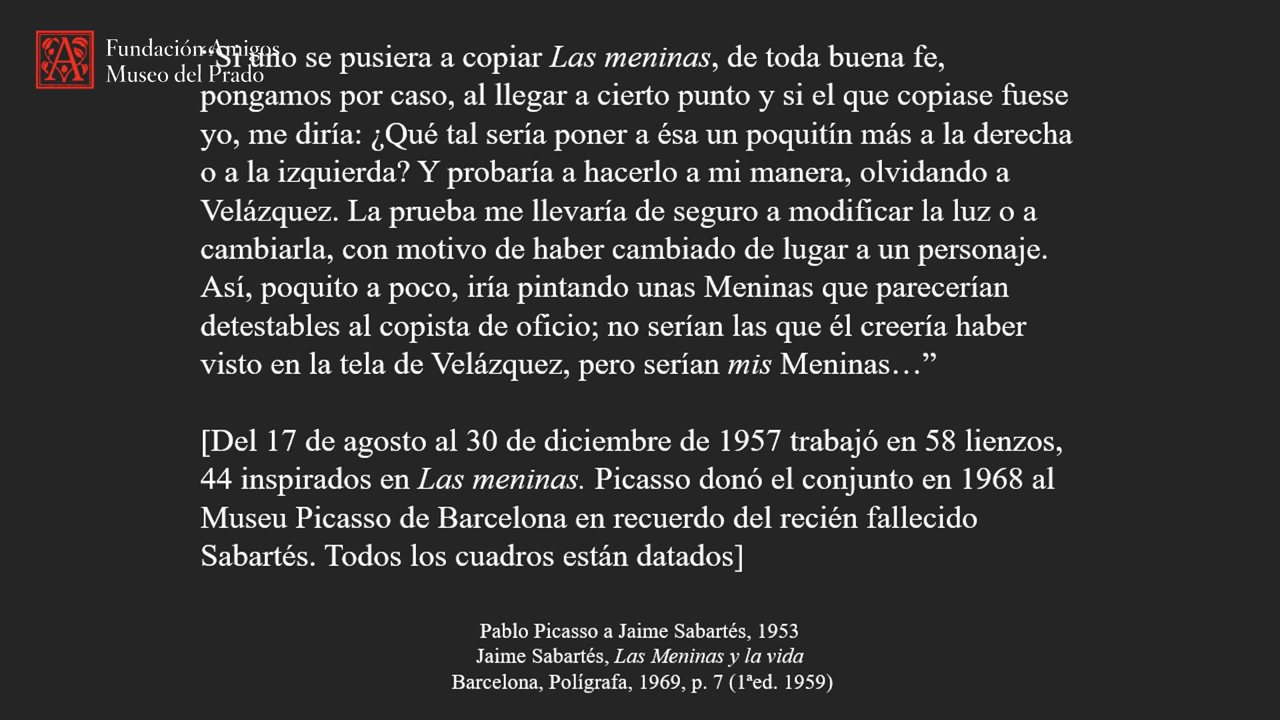 Fundación Amigos
Museo del Prado
“Si uno se pusiera a copiar Las meninas, de toda buena fe,
pongamos por caso, al llegar a cierto punto y si el que copiase fuese
yo, me diría: ¿Qué tal sería poner a ésa un poquitín más a la derecha
o a la izquierda? Y probaría a hacerlo a mi manera, olvidando a
Velázquez. La prueba me llevaría de seguro a modificar la luz o a
cambiarla, con motivo de haber cambiado de lugar a un personaje.
Así, poquito a poco, iría pintando unas Meninas que parecerían
detestables al copista de oficio; no serían las que él creería haber
visto en la tela de Velázquez, pero serían mis Meninas…”
[Del 17 de agosto al 30 de diciembre de 1957 trabajó en 58 lienzos,
44 inspirados en Las meninas. Picasso donó el conjunto en 1968 al
Museu Picasso de Barcelona en recuerdo del recién fallecido
Sabartés. Todos los cuadros están datados]
Pablo Picasso a Jaime Sabartés, 1953
Jaime Sabartés, Las Meninas y la vida
Barcelona, Polígrafa, 1969, p. 7 (1ªed. 1959)